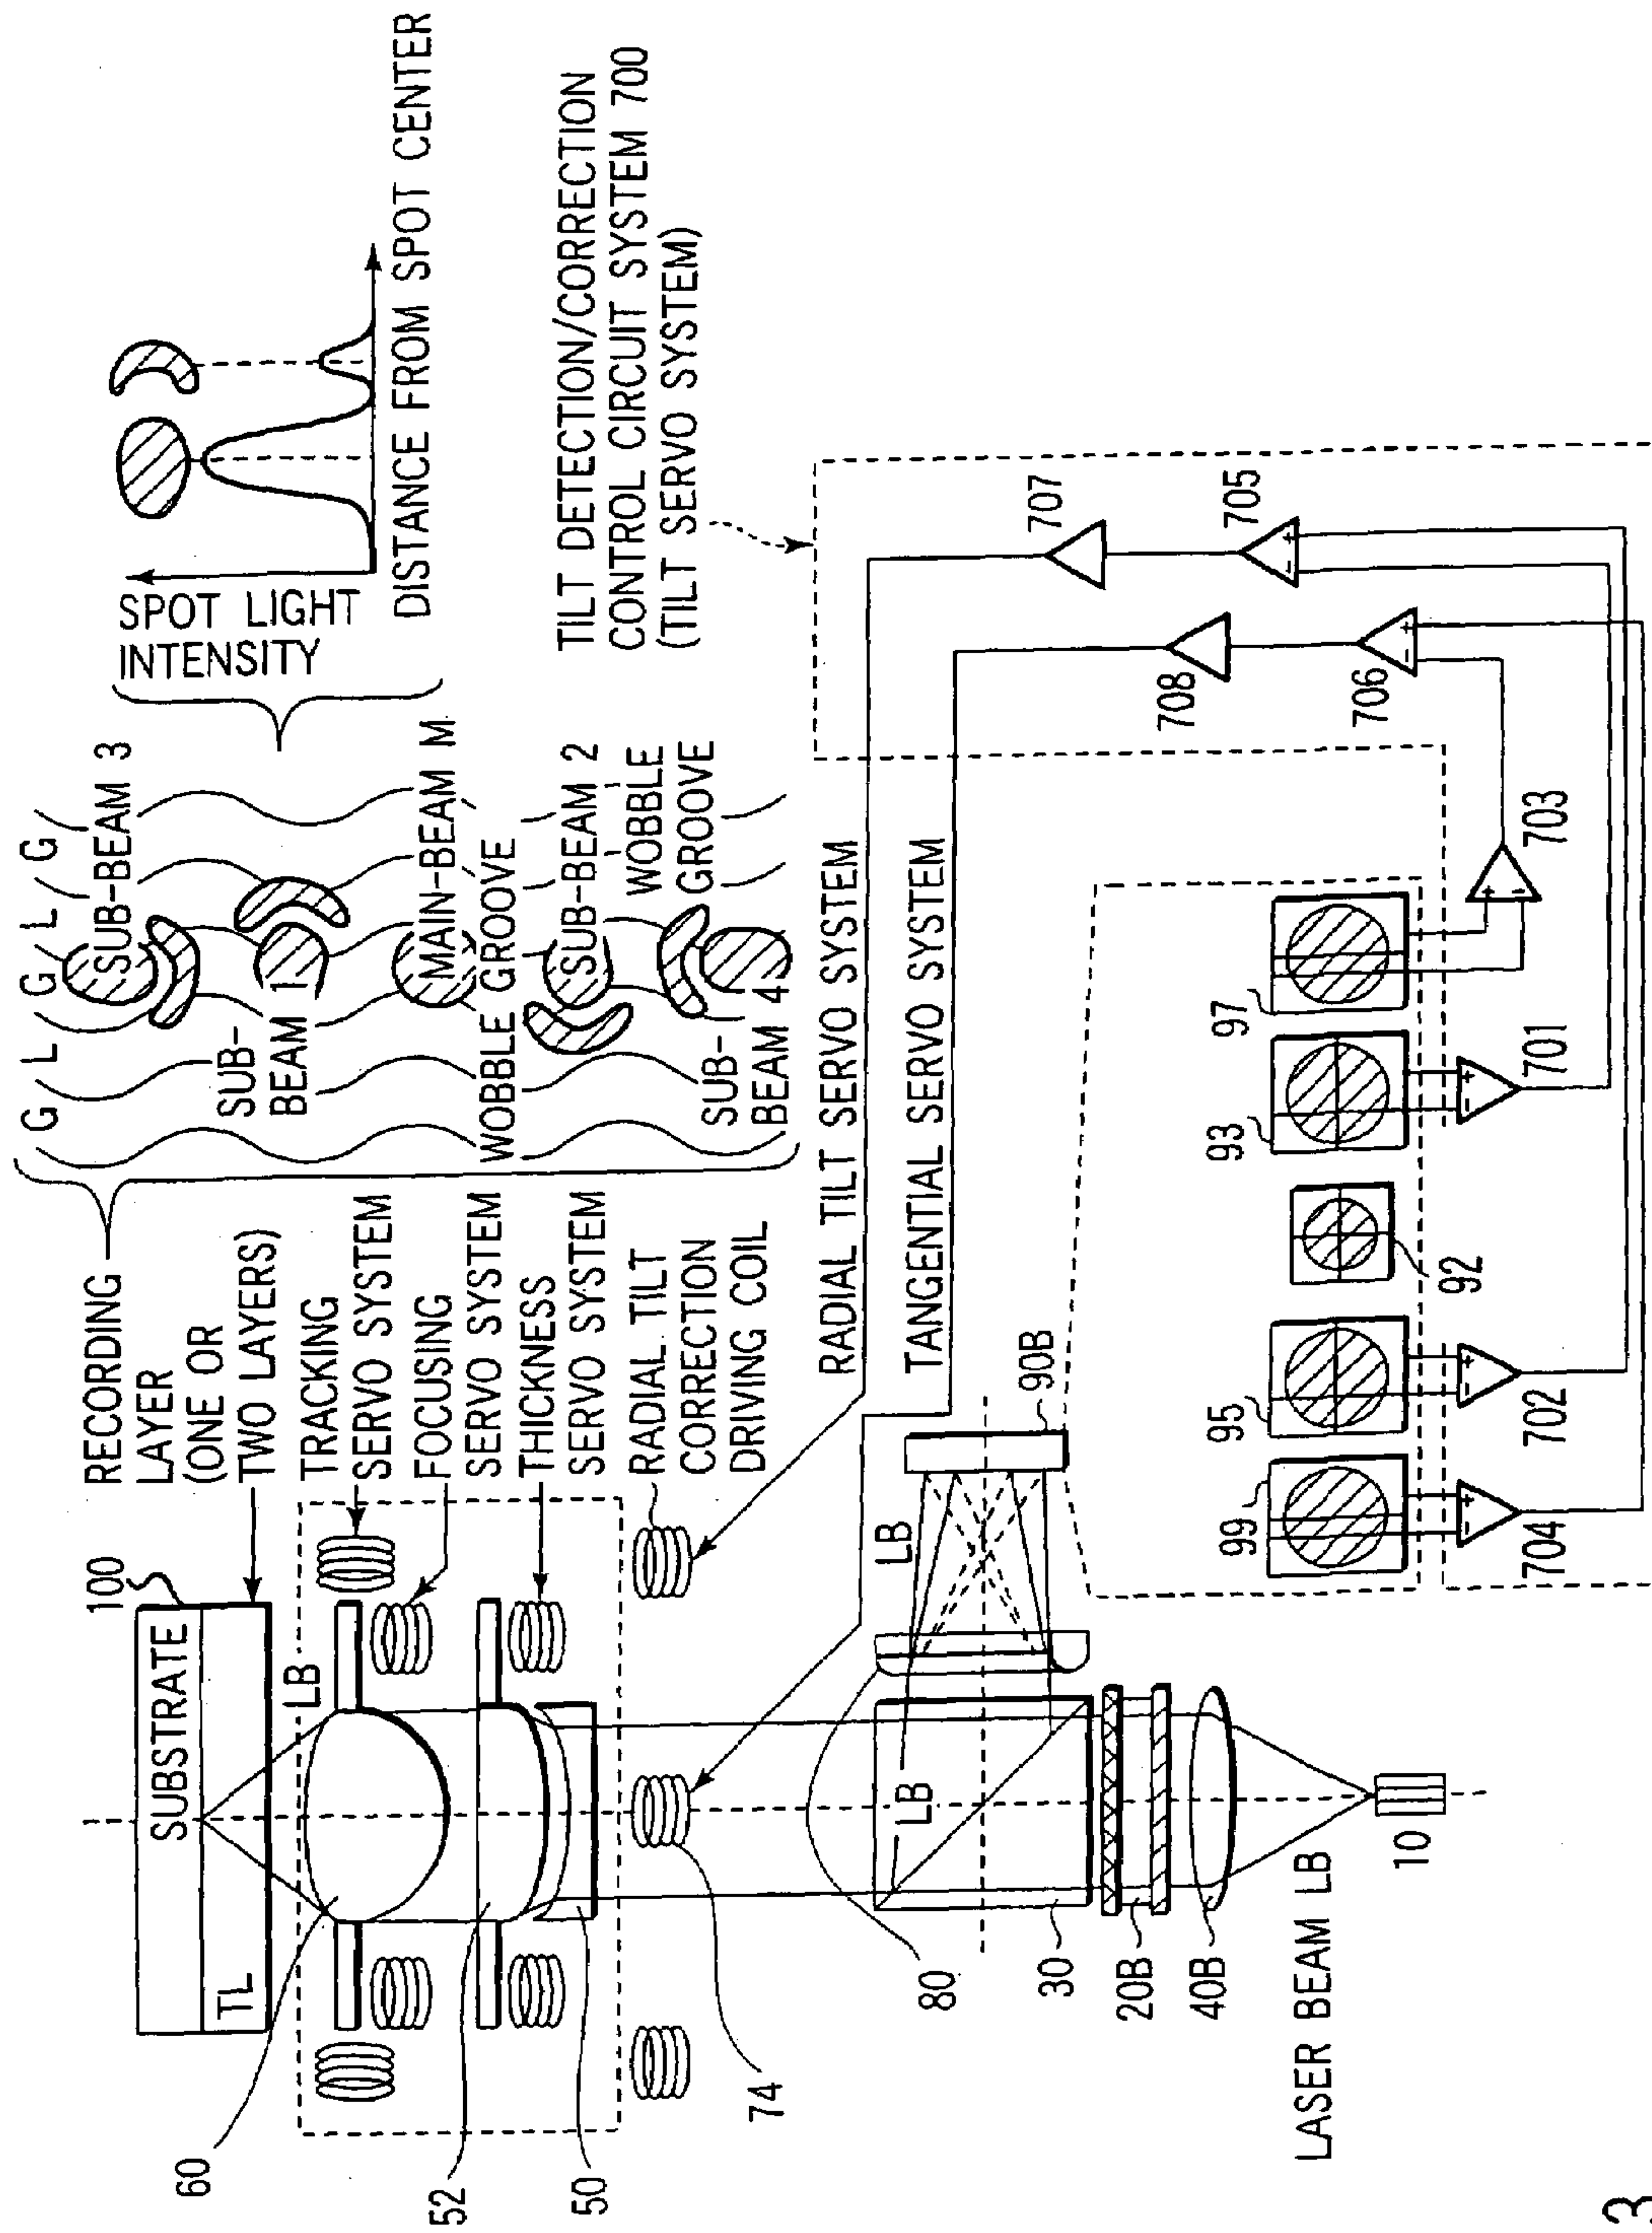 RECORDING
LAYER
(ONE OR
TWO LAYERS)
TRACKING
SERVO SYSTEM
FOCUSING
SERVO SYSTEM
THICKNESS
SERVO SYSTEM
RADIAL TILT
CORRECTION
DRIVING COIL
100
SUBSTRATE
TL
LB
60
52
50
74
G L G L G
SUB-BEAM 3
SUB-
BEAM 1
MAIN-BEAM M
WOBBLE GROOVE
SUB-BEAM 2
WOBBLE
GROOVE
SUB-
BEAM 4
SPOT LIGHT
INTENSITY
DISTANCE FROM SPOT CENTER
TILT DETECTION/CORRECTION
CONTROL CIRCUIT SYSTEM 700
(TILT SERVO SYSTEM)
RADIAL TILT SERVO SYSTEM
TANGENTIAL SERVO SYSTEM
80
LB
LB
90B
30
20B
40B
LASER BEAM LB
10
99
95
92
93
97
704
702
701
703
708
706
707
705
- +
- +
- +
+ -
- +
- +
3